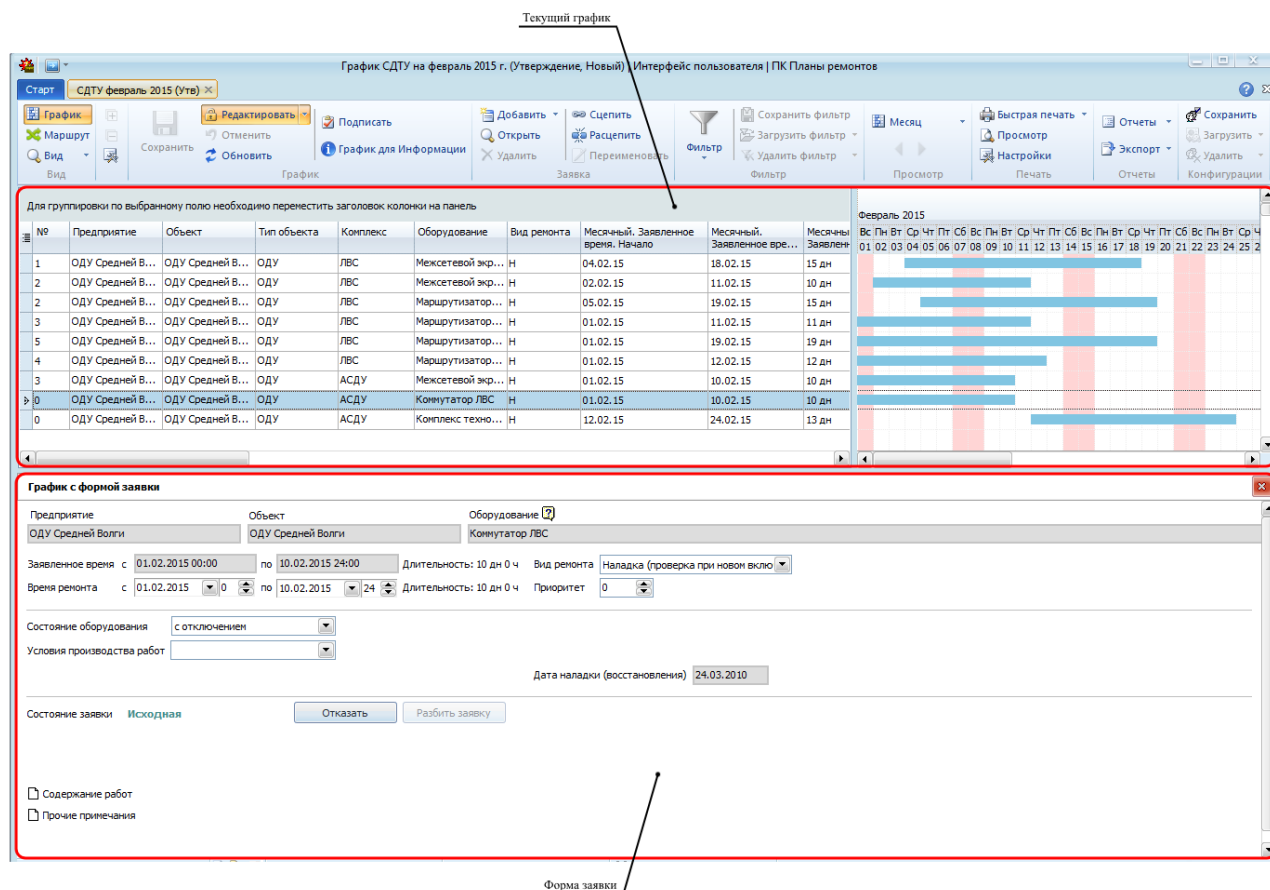 Текущий график
График СДТУ на февраль 2015 г. (Утверждение, Новый) | Интерфейс пользователя | ПК Планы ремонтов
Старт СДТУ февраль 2015 (Утв)
График Редактировать Подписать Добавить Сцепить Сохранить фильтр Месяц Быстрая печать Отчеты Сохранить
Маршрут Сохранить Отменить Открыть Расцепить Фильтр Загрузить фильтр Просмотр Экспорт Загрузить
Вид Обновить График для Информации Удалить Переименовать Удалить фильтр Настройки Удалить
Вид График Заявка Фильтр Просмотр Печать Отчеты Конфигурации
Для группировки по выбранному полю необходимо переместить заголовок колонки на панель
Февраль 2015
№ Предприятие Объект Тип объекта Комплекс Оборудование Вид ремонта Месячный. Заявленное время. Начало Месячный. Заявленное вре... Месячны Заявленн
Вс Пн Вт Ср Чт Пт Сб Вс Пн Вт Ср Чт Пт Сб Вс Пн Вт Ср Чт Пт Сб Вс Пн Вт Ср Ч
01 02 03 04 05 06 07 08 09 10 11 12 13 14 15 16 17 18 19 20 21 22 23 24 25 2
1 ОДУ Средней В... ОДУ Средней В... ОДУ ЛВС Межсетевой экр... Н 04.02.15 18.02.15 15 дн
2 ОДУ Средней В... ОДУ Средней В... ОДУ ЛВС Межсетевой экр... Н 02.02.15 11.02.15 10 дн
2 ОДУ Средней В... ОДУ Средней В... ОДУ ЛВС Маршрутизатор... Н 05.02.15 19.02.15 15 дн
3 ОДУ Средней В... ОДУ Средней В... ОДУ ЛВС Маршрутизатор... Н 01.02.15 11.02.15 11 дн
5 ОДУ Средней В... ОДУ Средней В... ОДУ ЛВС Маршрутизатор... Н 01.02.15 19.02.15 19 дн
4 ОДУ Средней В... ОДУ Средней В... ОДУ ЛВС Маршрутизатор... Н 01.02.15 12.02.15 12 дн
3 ОДУ Средней В... ОДУ Средней В... ОДУ АСДУ Межсетевой экр... Н 01.02.15 10.02.15 10 дн
0 ОДУ Средней В... ОДУ Средней В... ОДУ АСДУ Коммутатор ЛВС Н 01.02.15 10.02.15 10 дн
0 ОДУ Средней В... ОДУ Средней В... ОДУ АСДУ Комплекс техно... Н 12.02.15 24.02.15 13 дн
График с формой заявки
Предприятие Объект Оборудование
ОДУ Средней Волги ОДУ Средней Волги Коммутатор ЛВС
Заявленное время с 01.02.2015 00:00 по 10.02.2015 24:00 Длительность: 10 дн 0 ч Вид ремонта Наладка (проверка при новом вклю
Время ремонта с 01.02.2015 0 по 10.02.2015 24 Длительность: 10 дн 0 ч Приоритет 0
Состояние оборудования с отключением
Условия производства работ
Дата наладки (восстановления) 24.03.2010
Состояние заявки Исходная Отказать Разбить заявку
Содержание работ
Прочие примечания
Форма заявки